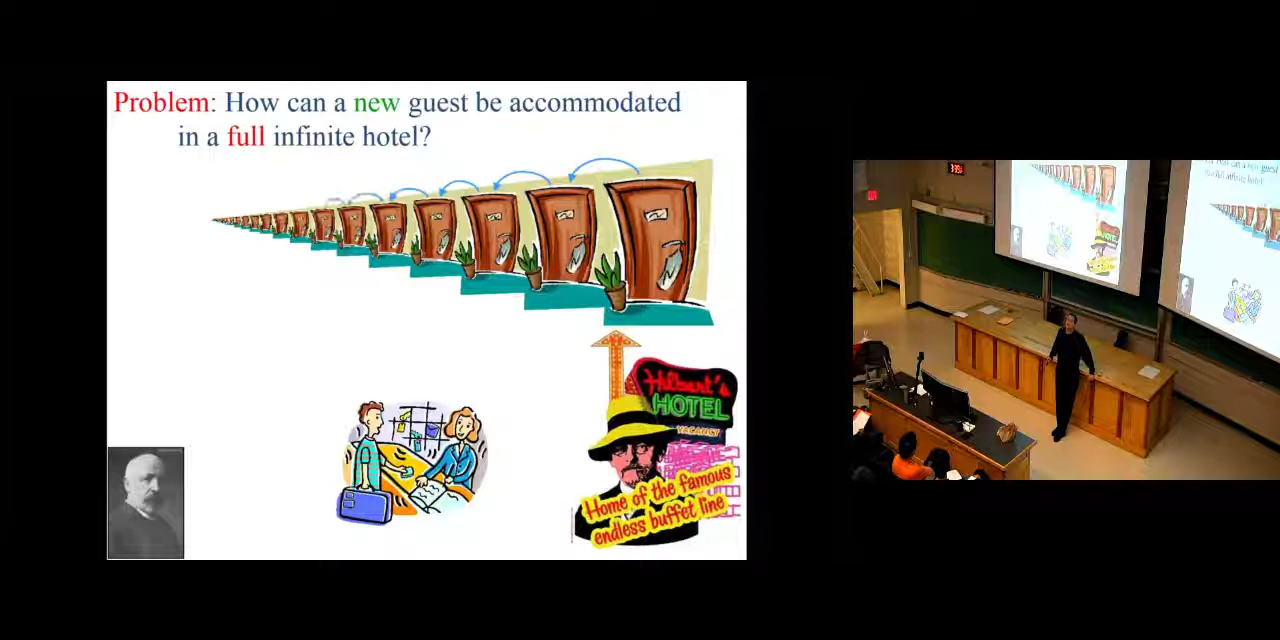 Problem: How can a new guest be accommodated
in a full infinite hotel?
Hilbert's
HOTEL
VACANCY
Home of the famous
endless buffet line